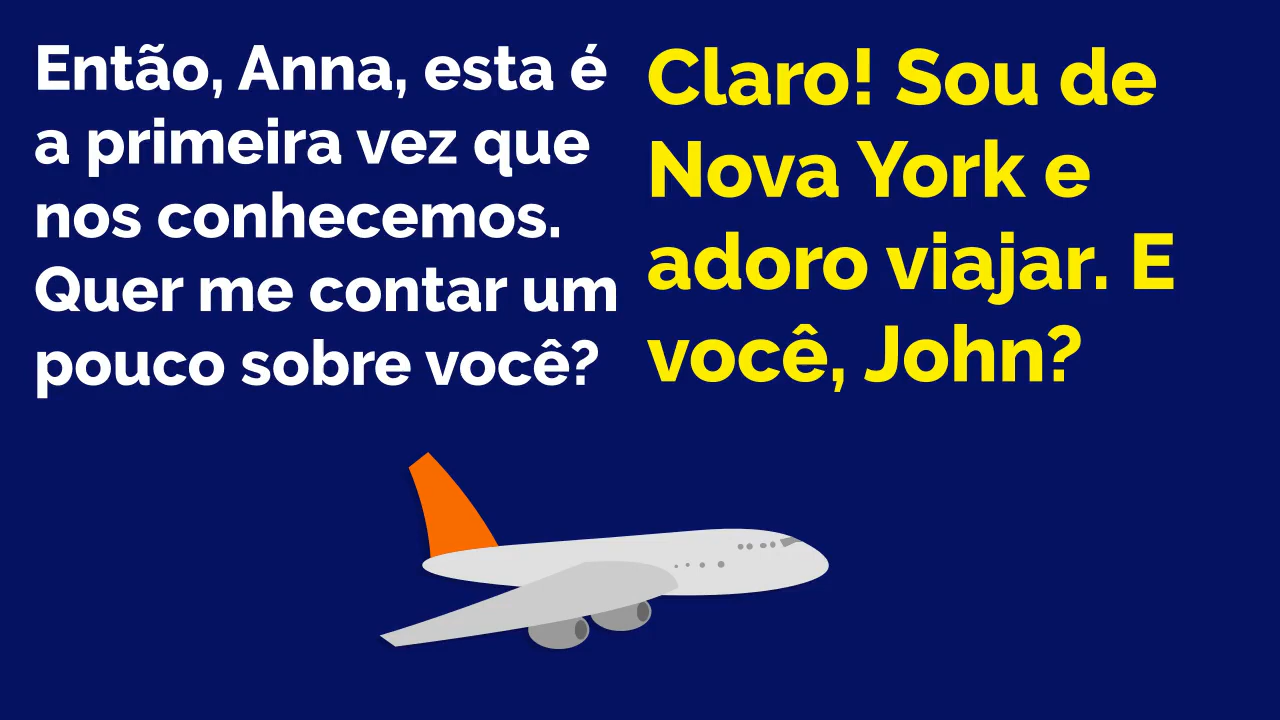 Então, Anna, esta é
a primeira vez que
nos conhecemos.
Quer me contar um
pouco sobre você?
Claro! Sou de
Nova York e
adoro viajar. E
você, John?